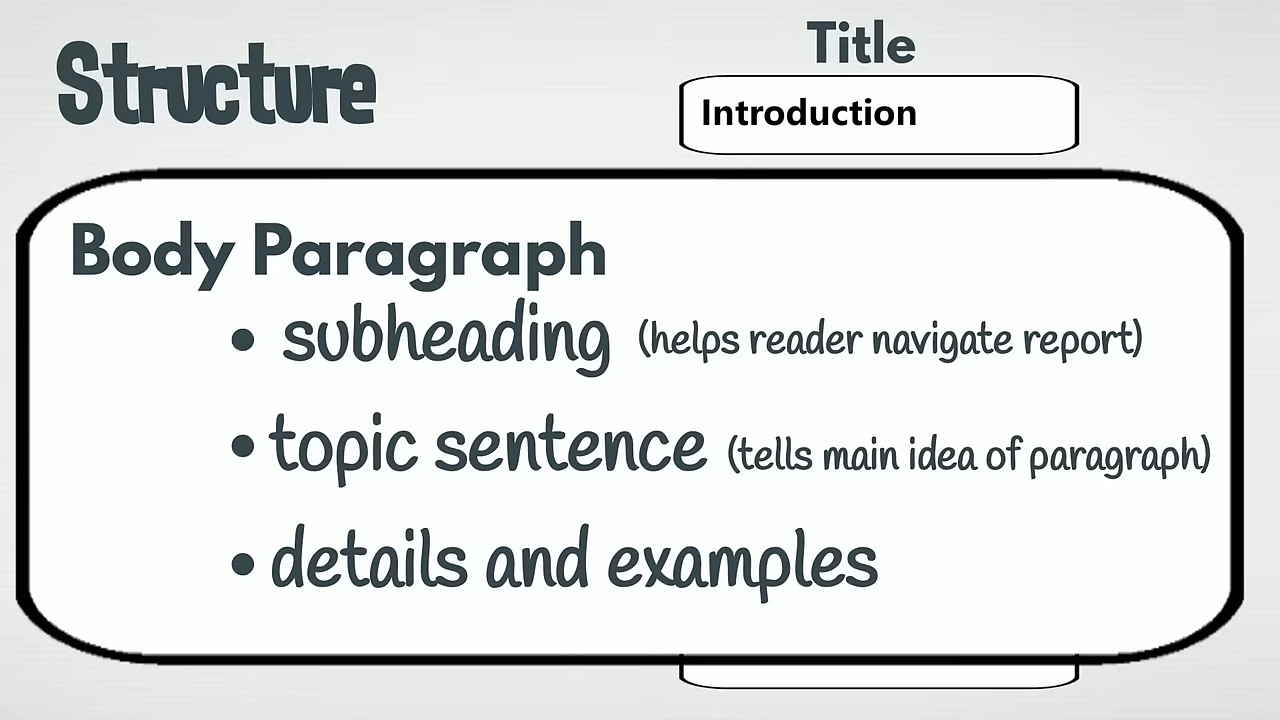 Structure
Title
Introduction
Body Paragraph
• subheading (helps reader navigate report)
• topic sentence (tells main idea of paragraph)
• details and examples